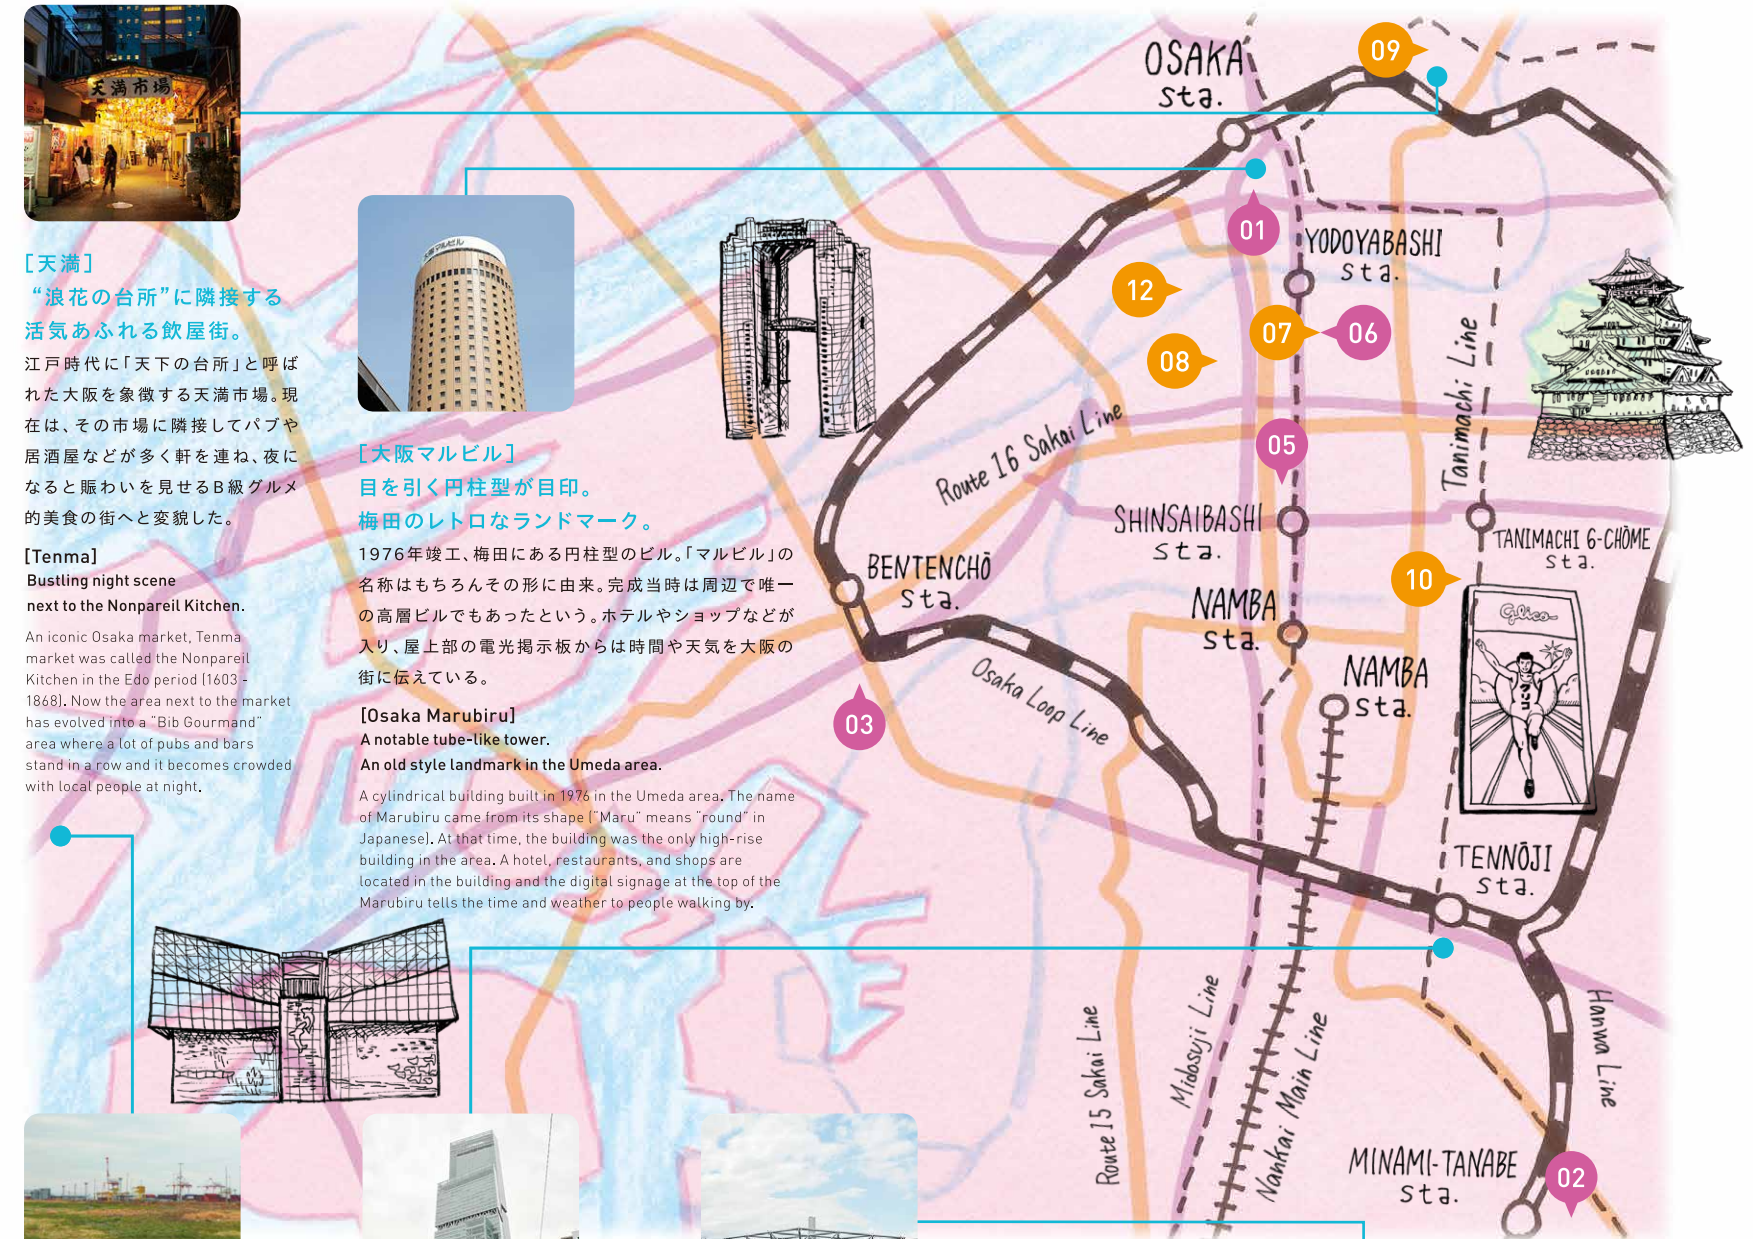 天満市場
[天満]
“浪花の台所”に隣接する
活気あふれる飲屋街。
江戸時代に「天下の台所」と呼ば
れた大阪を象徴する天満市場。現
在は、その市場に隣接してパブや
居酒屋などが多く軒を連ね、夜に
なると賑わいを見せるB級グルメ
的美食の街へと変貌した。
[Tenma]
Bustling night scene
next to the Nonpareil Kitchen.
An iconic Osaka market, Tenma
market was called the Nonpareil
Kitchen in the Edo period (1603 -
1868). Now the area next to the market
has evolved into a “Bib Gourmand”
area where a lot of pubs and bars
stand in a row and it becomes crowded
with local people at night.
大阪マルビル
[大阪マルビル]
目を引く円柱型が目印。
梅田のレトロなランドマーク。
1976年竣工、梅田にある円柱型のビル。「マルビル」の
名称はもちろんその形に由来。完成当時は周辺で唯一
の高層ビルでもあったという。ホテルやショップなどが
入り、屋上部の電光掲示板からは時間や天気を大阪の
街に伝えている。
[Osaka Marubiru]
A notable tube-like tower.
An old style landmark in the Umeda area.
A cylindrical building built in 1976 in the Umeda area. The name
of Marubiru came from its shape (“Maru” means “round” in
Japanese). At that time, the building was the only high-rise
building in the area. A hotel, restaurants, and shops are
located in the building and the digital signage at the top of the
Marubiru tells the time and weather to people walking by.
OSAKA
sta.
09
01
YODOYABASHI
sta.
12
07
06
08
Tanimachi Line
Route 16 Sakai Line
05
SHINSAIBASHI
sta.
TANIMACHI 6-CHŌME
sta.
BENTENCHŌ
sta.
10
NAMBA
sta.
Glico
グリコ
NAMBA
sta.
Osaka Loop Line
03
TENNŌJI
sta.
Route 15 Sakai Line
Midosuji Line
Nankai Main Line
Hanwa Line
MINAMI-TANABE
sta.
02